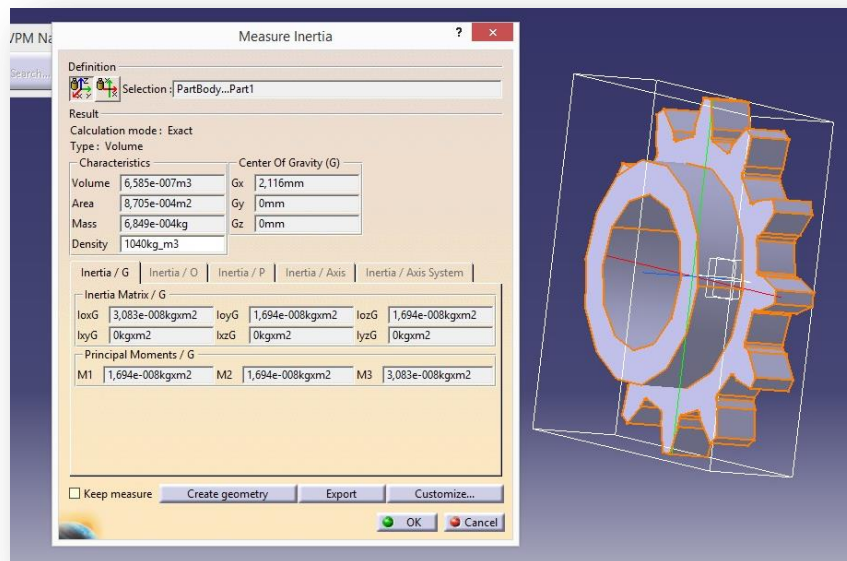 /PM Na
Search...
Measure Inertia ?
Definition
Selection : PartBody...Part1
Result
Calculation mode : Exact
Type : Volume
Characteristics Center Of Gravity (G)
Volume 6,585e-007m3 Gx 2,116mm
Area 8,705e-004m2 Gy 0mm
Mass 6,849e-004kg Gz 0mm
Density 1040kg_m3
Inertia / G Inertia / O Inertia / P Inertia / Axis Inertia / Axis System
Inertia Matrix / G
IoxG 3,083e-008kgxm2 IoyG 1,694e-008kgxm2 IozG 1,694e-008kgxm2
IxyG 0kgxm2 IxzG 0kgxm2 IyzG 0kgxm2
Principal Moments / G
M1 1,694e-008kgxm2 M2 1,694e-008kgxm2 M3 3,083e-008kgxm2
Keep measure Create geometry Export Customize...
OK Cancel